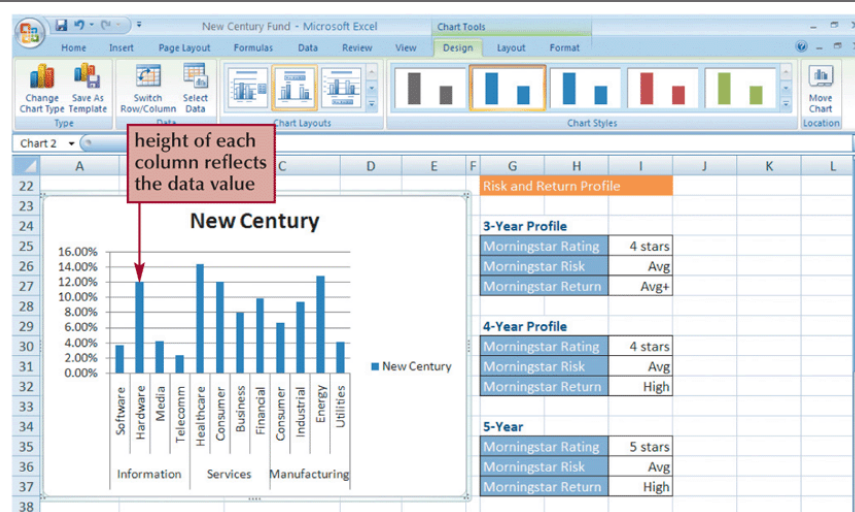 New Century Fund - Microsoft Excel
Chart Tools
Home Insert Page Layout Formulas Data Review View Design Layout Format
Change Chart Type
Save As Template
Switch Row/Column
Select Data
Move Chart
Type Data Chart Layouts Chart Styles Location
Chart 2
height of each
column reflects
the data value
A C D E F G H I J K L
22 Risk and Return Profile
23
New Century
24 3-Year Profile
25 Morningstar Rating 4 stars
26 Morningstar Risk Avg
27 Morningstar Return Avg+
28
29 4-Year Profile
30 Morningstar Rating 4 stars
31 Morningstar Risk Avg
32 Morningstar Return High
33
34 5-Year
35 Morningstar Rating 5 stars
36 Morningstar Risk Avg
37 Morningstar Return High
38
16.00%
14.00%
12.00%
10.00%
8.00%
6.00%
4.00%
2.00%
0.00%
New Century
Software
Hardware
Media
Telecomm
Healthcare
Consumer
Business
Financial
Consumer
Industrial
Energy
Utilities
Information Services Manufacturing